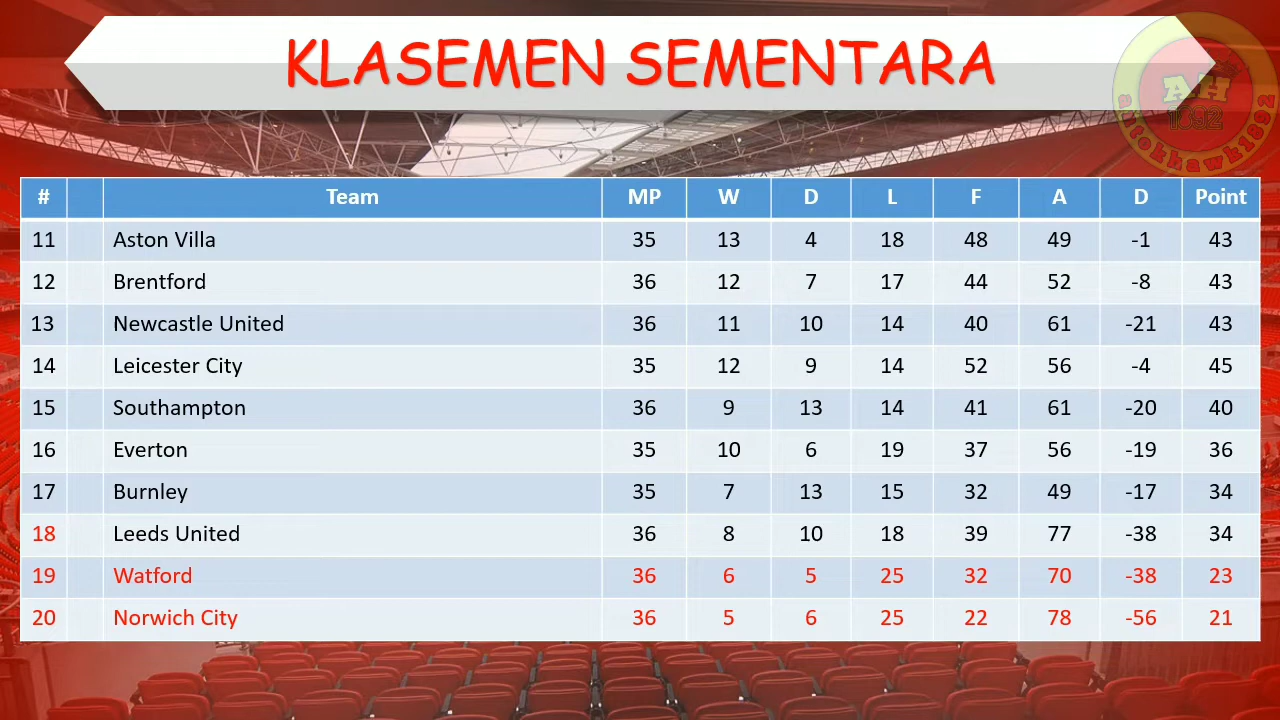 KLASEMEN SEMENTARA
AH
1892
# Team MP W D L F A D Point
11 Aston Villa 35 13 4 18 48 49 -1 43
12 Brentford 36 12 7 17 44 52 -8 43
13 Newcastle United 36 11 10 14 40 61 -21 43
14 Leicester City 35 12 9 14 52 56 -4 45
15 Southampton 36 9 13 14 41 61 -20 40
16 Everton 35 10 6 19 37 56 -19 36
17 Burnley 35 7 13 15 32 49 -17 34
18 Leeds United 36 8 10 18 39 77 -38 34
19 Watford 36 6 5 25 32 70 -38 23
20 Norwich City 36 5 6 25 22 78 -56 21